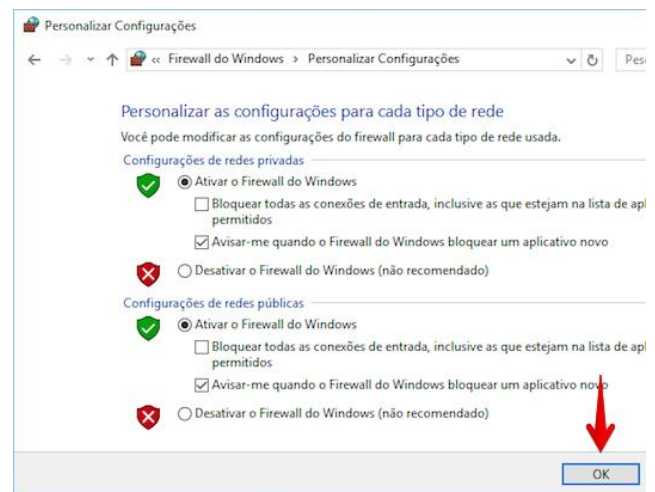 Personalizar Configurações
« Firewall do Windows > Personalizar Configurações
Personalizar as configurações para cada tipo de rede
Você pode modificar as configurações do firewall para cada tipo de rede usada.
Configurações de redes privadas
Ativar o Firewall do Windows
Bloquear todas as conexões de entrada, inclusive as que estejam na lista de
permitidos
Avisar-me quando o Firewall do Windows bloquear um aplicativo novo
Desativar o Firewall do Windows (não recomendado)
Configurações de redes públicas
Ativar o Firewall do Windows
Bloquear todas as conexões de entrada, inclusive as que estejam na lista de
permitidos
Avisar-me quando o Firewall do Windows bloquear um aplicativo novo
Desativar o Firewall do Windows (não recomendado)
OK